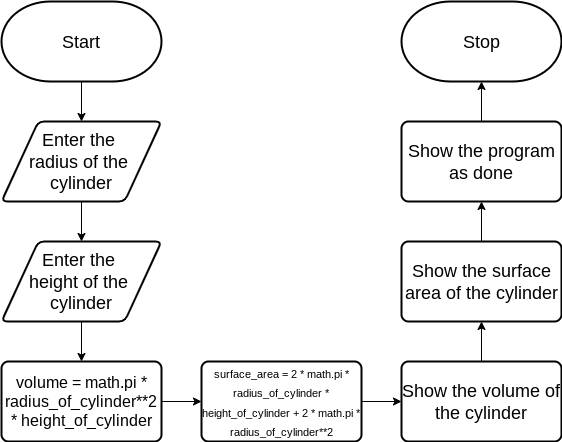 Start
Enter the
radius of the
cylinder
Enter the
height of the
cylinder
volume = math.pi *
radius_of_cylinder**2
* height_of_cylinder
surface_area = 2 * math.pi *
radius_of_cylinder *
height_of_cylinder + 2 * math.pi *
radius_of_cylinder**2
Show the volume of
the cylinder
Show the surface
area of the cylinder
Show the program
as done
Stop